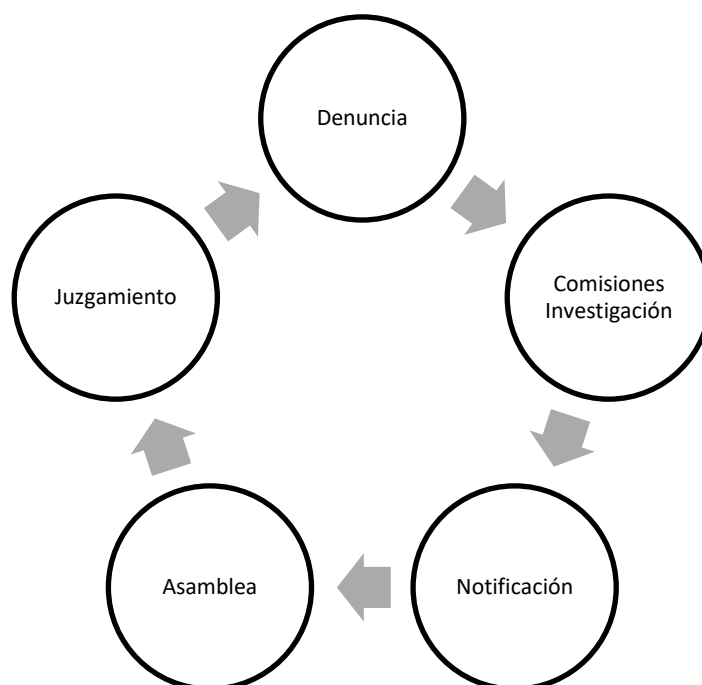 Denuncia
Comisiones
Investigación
Notificación
Asamblea
Juzgamiento